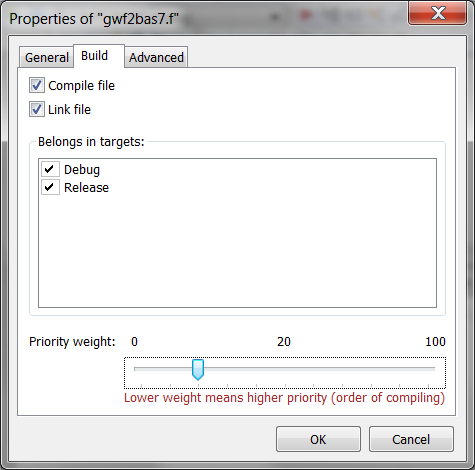 Properties of "gwf2bas7.f"
General Build Advanced
Compile file
Link file
Belongs in targets:
Debug
Release
Priority weight: 0 20 100
Lower weight means higher priority (order of compiling)
OK Cancel